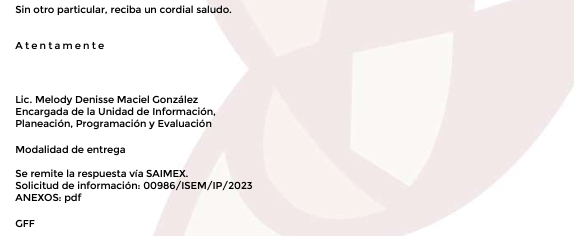 Sin otro particular, reciba un cordial saludo.
Atentamente
Lic. Melody Denisse Maciel González
Encargada de la Unidad de Información,
Planeación, Programación y Evaluación
Modalidad de entrega
Se remite la respuesta vía SAIMEX.
Solicitud de información: 00986/ISEM/IP/2023
ANEXOS: pdf
GFF